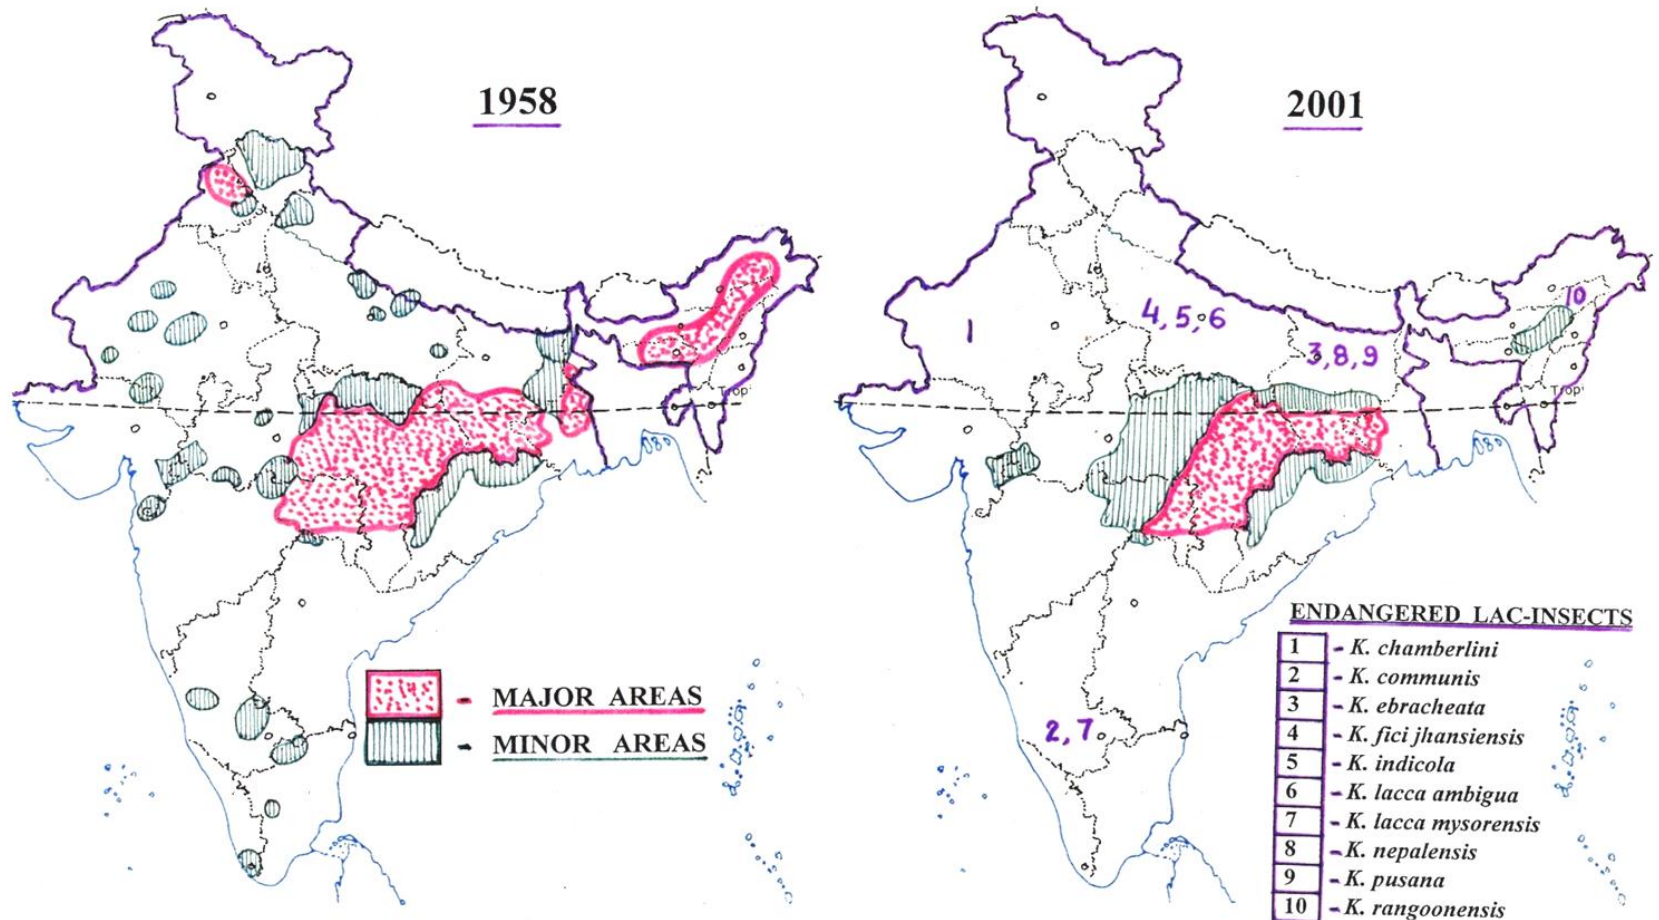 1958
2001
Trop
Trop
1
4, 5, 6
3, 8, 9
10
2, 7
- MAJOR AREAS
- MINOR AREAS
ENDANGERED LAC-INSECTS
1 - K. chamberlini
2 - K. communis
3 - K. ebracheata
4 - K. fici jhansiensis
5 - K. indicola
6 - K. lacca ambigua
7 - K. lacca mysorensis
8 - K. nepalensis
9 - K. pusana
10 - K. rangoonensis